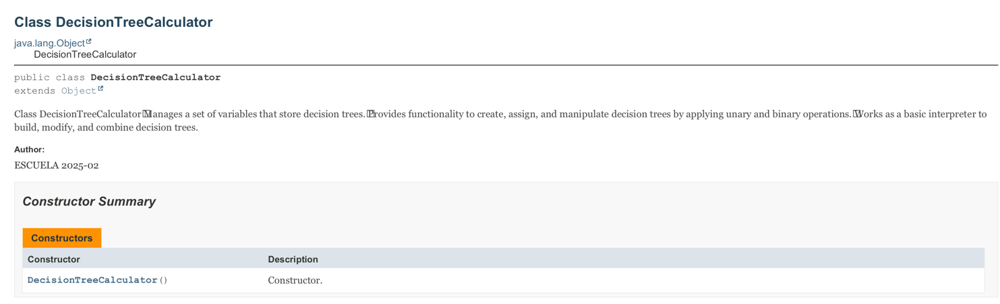 Class DecisionTreeCalculator
java.lang.Object
DecisionTreeCalculator
public class DecisionTreeCalculator
extends Object
Class DecisionTreeCalculator Manages a set of variables that store decision trees. Provides functionality to create, assign, and manipulate decision trees by applying unary and binary operations. Works as a basic interpreter to
build, modify, and combine decision trees.
Author:
ESCUELA 2025-02
Constructor Summary
Constructors
Constructor Description
DecisionTreeCalculator() Constructor.